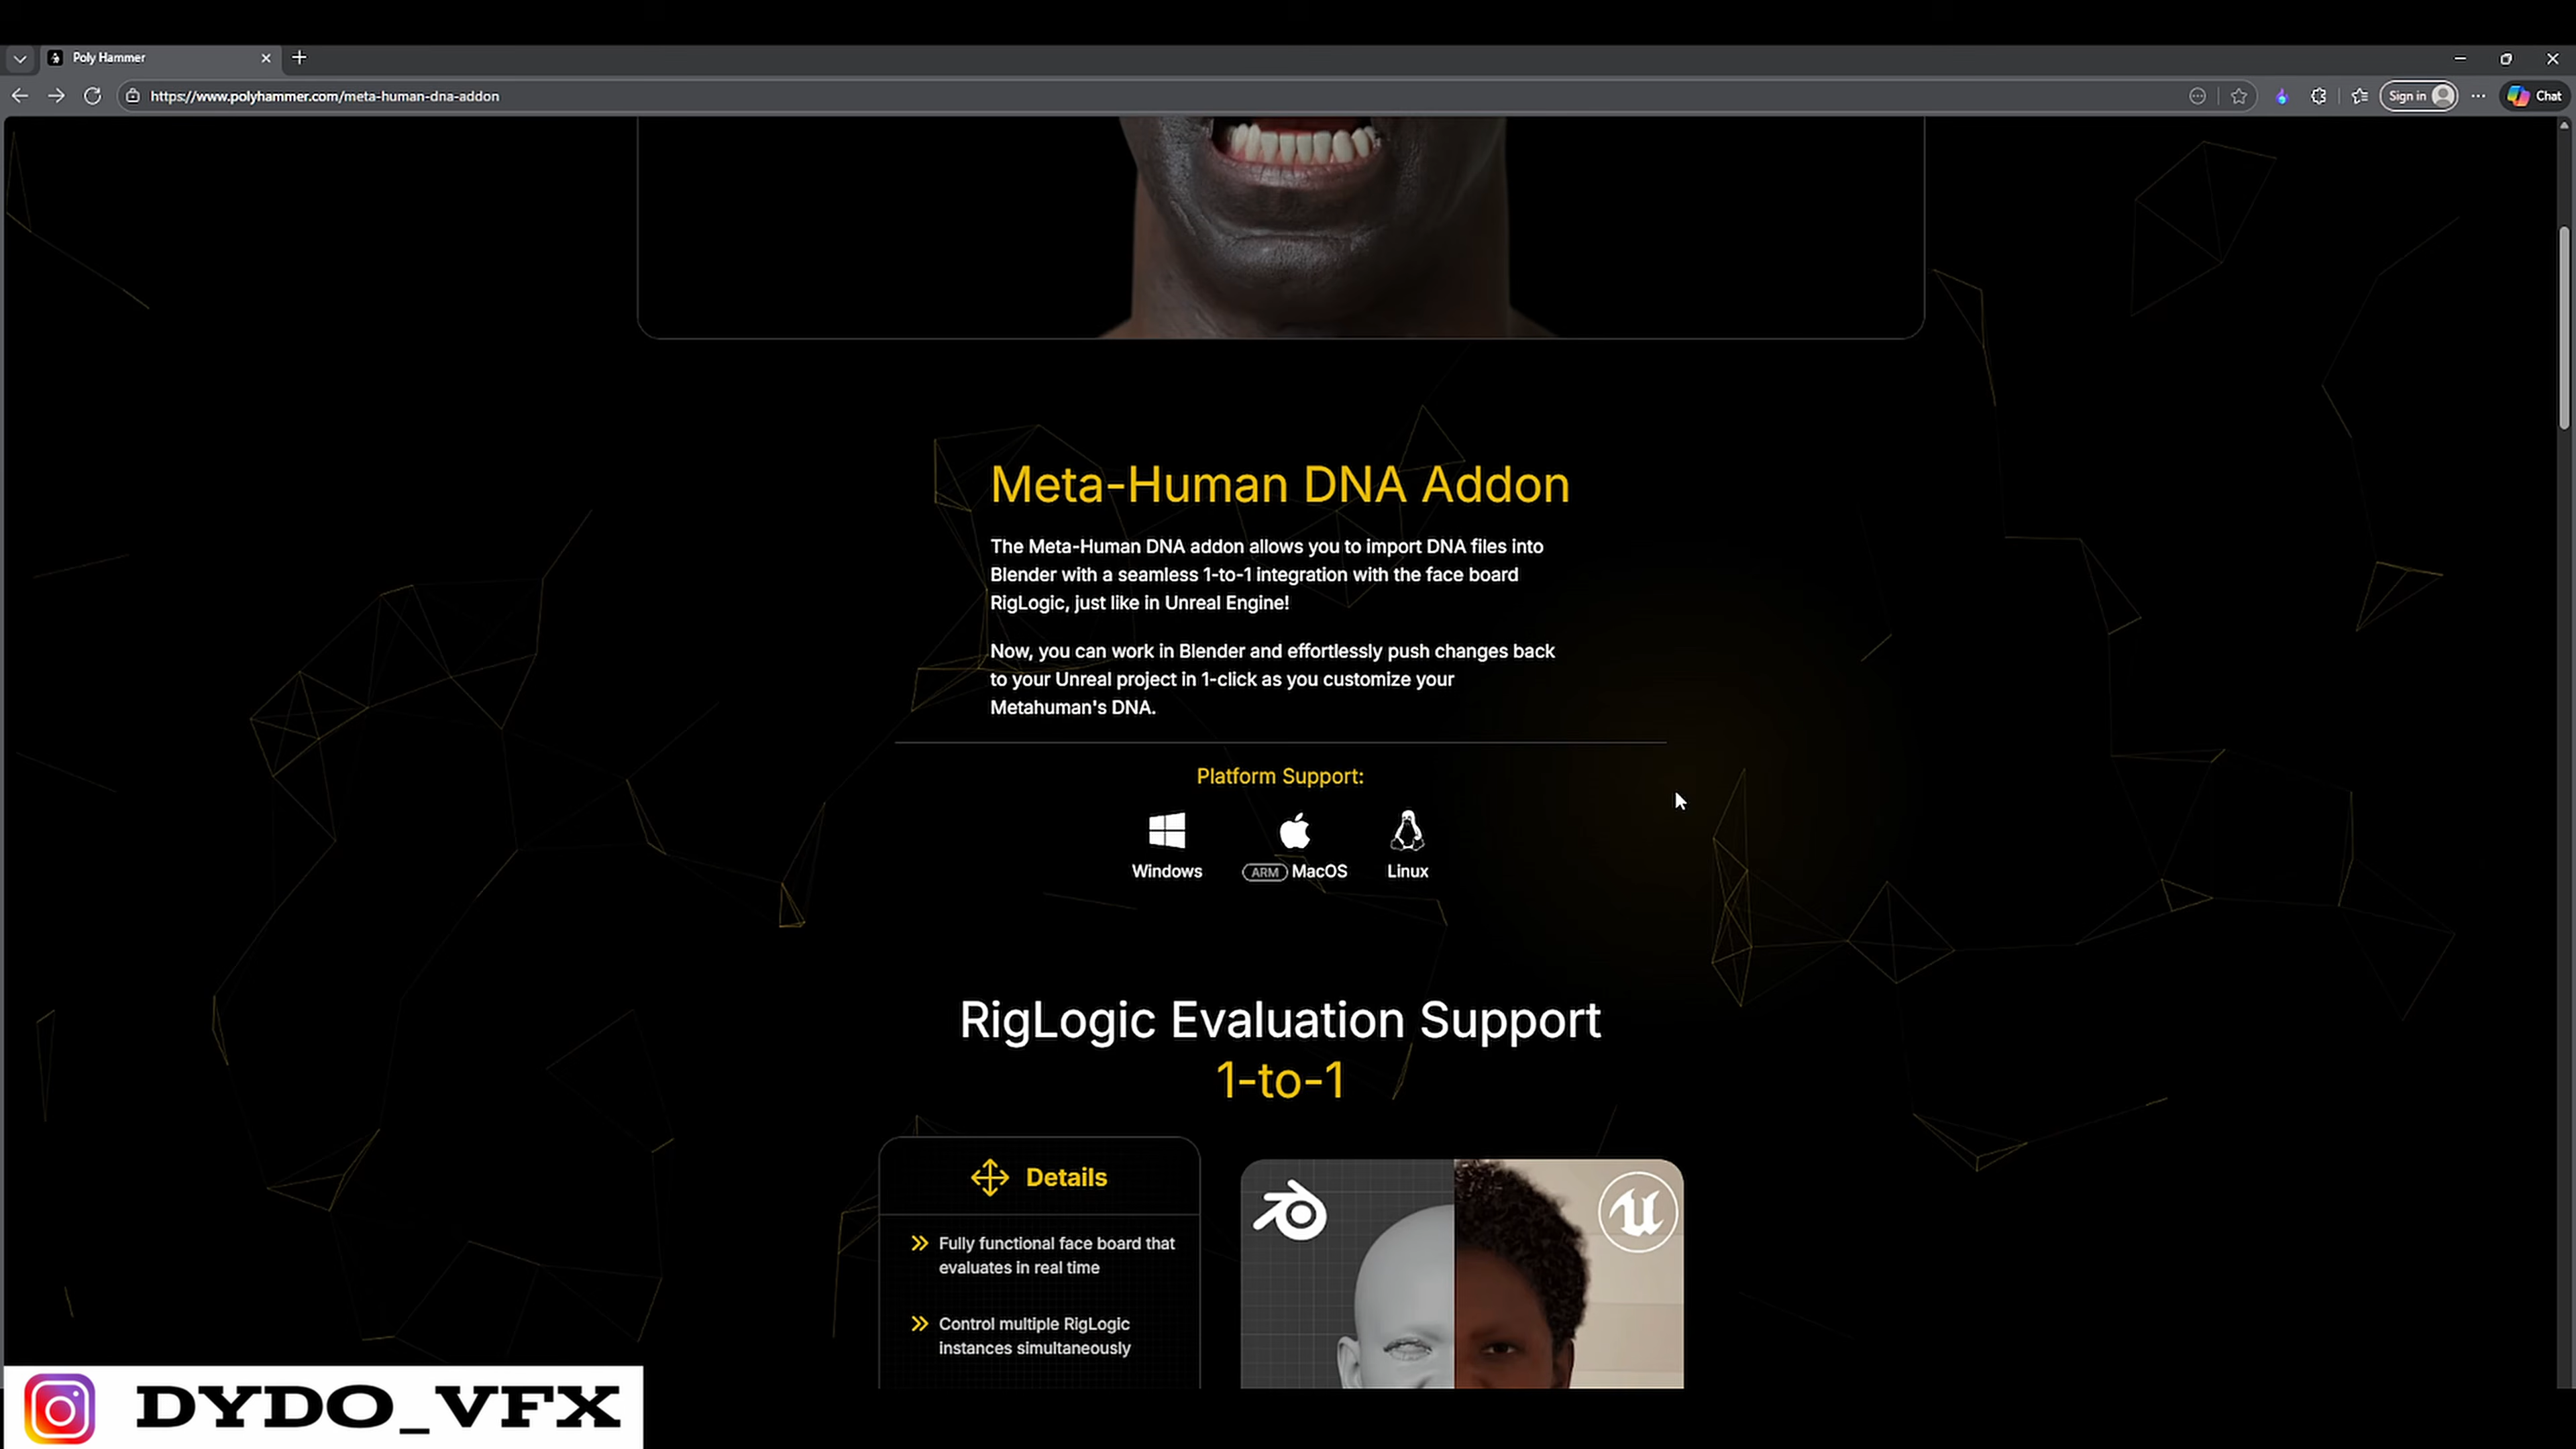 Poly Hammer
https://www.polyhammer.com/meta-human-dna-addon
Sign in
Chat
Meta-Human DNA Addon
The Meta-Human DNA addon allows you to import DNA files into
Blender with a seamless 1-to-1 integration with the face board
RigLogic, just like in Unreal Engine!
Now, you can work in Blender and effortlessly push changes back
to your Unreal project in 1-click as you customize your
Metahuman's DNA.
Platform Support:
Windows
ARM MacOS
Linux
RigLogic Evaluation Support
1-to-1
Details
Fully functional face board that
evaluates in real time
Control multiple RigLogic
instances simultaneously
DYDO_VFX